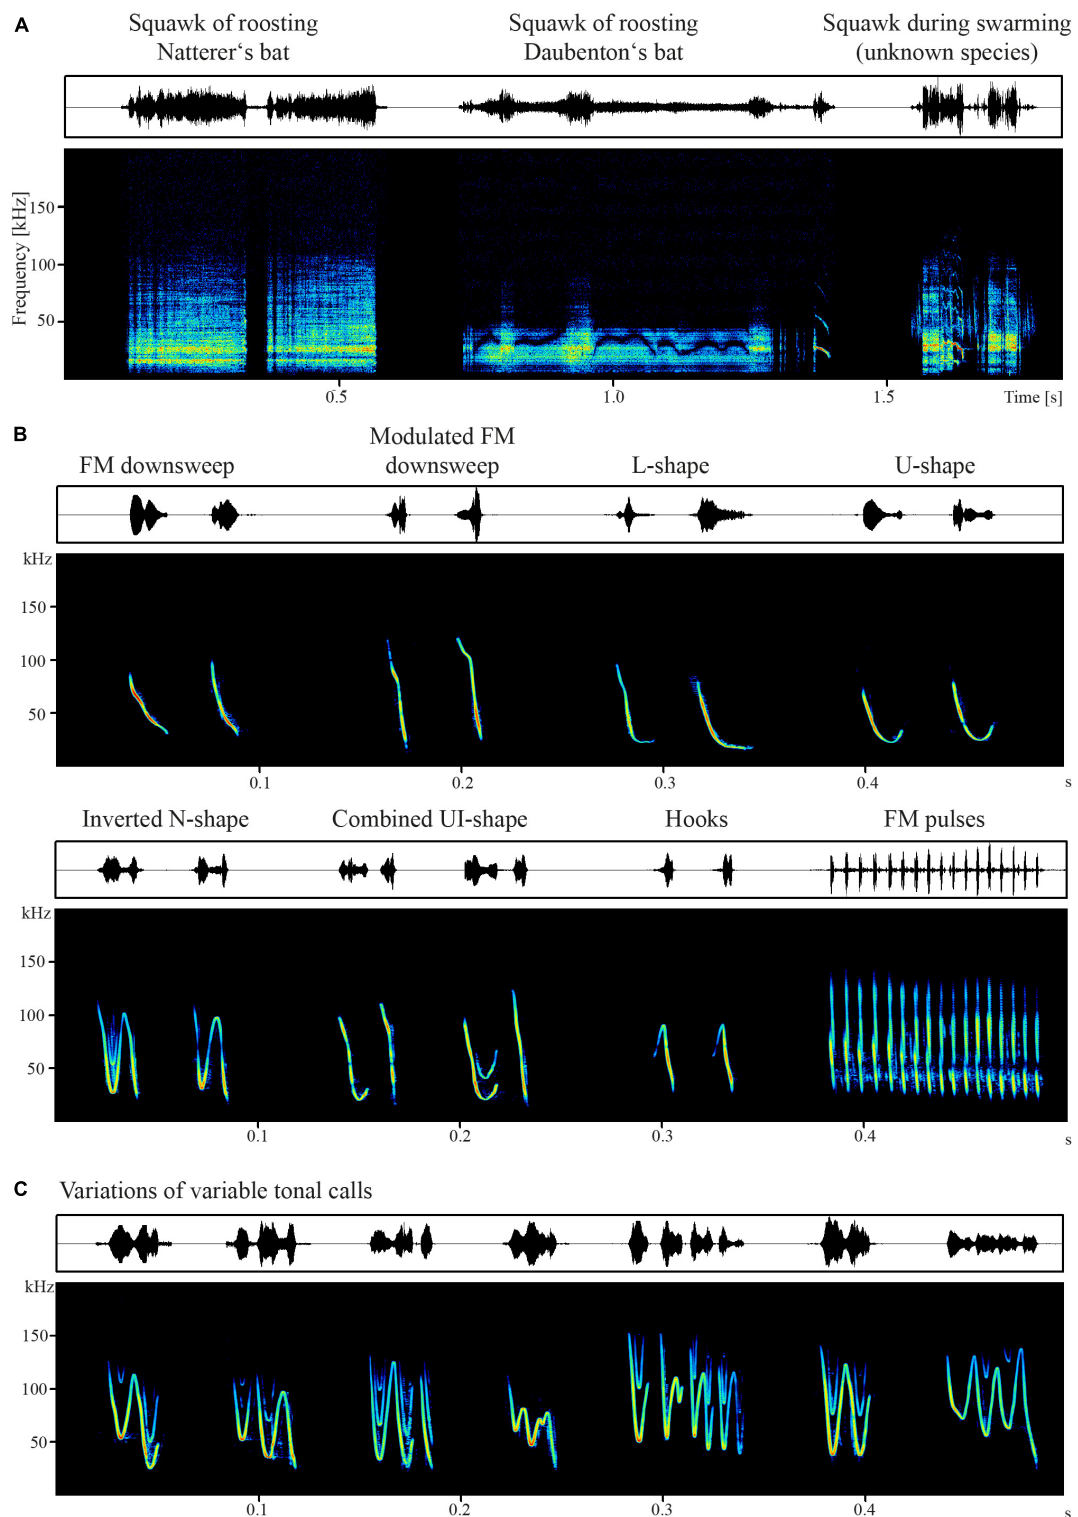 A
Squawk of roosting
Natterer‘s bat
Squawk of roosting
Daubenton‘s bat
Squawk during swarming
(unknown species)
Frequency [kHz]
150
100
50
0.5
1.0
1.5
Time [s]
B
FM downsweep
Modulated FM
downsweep
L-shape
U-shape
kHz
150
100
50
0.1
0.2
0.3
0.4
s
Inverted N-shape
Combined UI-shape
Hooks
FM pulses
kHz
150
100
50
0.1
0.2
0.3
0.4
s
C
Variations of variable tonal calls
kHz
150
100
50
0.1
0.2
0.3
0.4
s